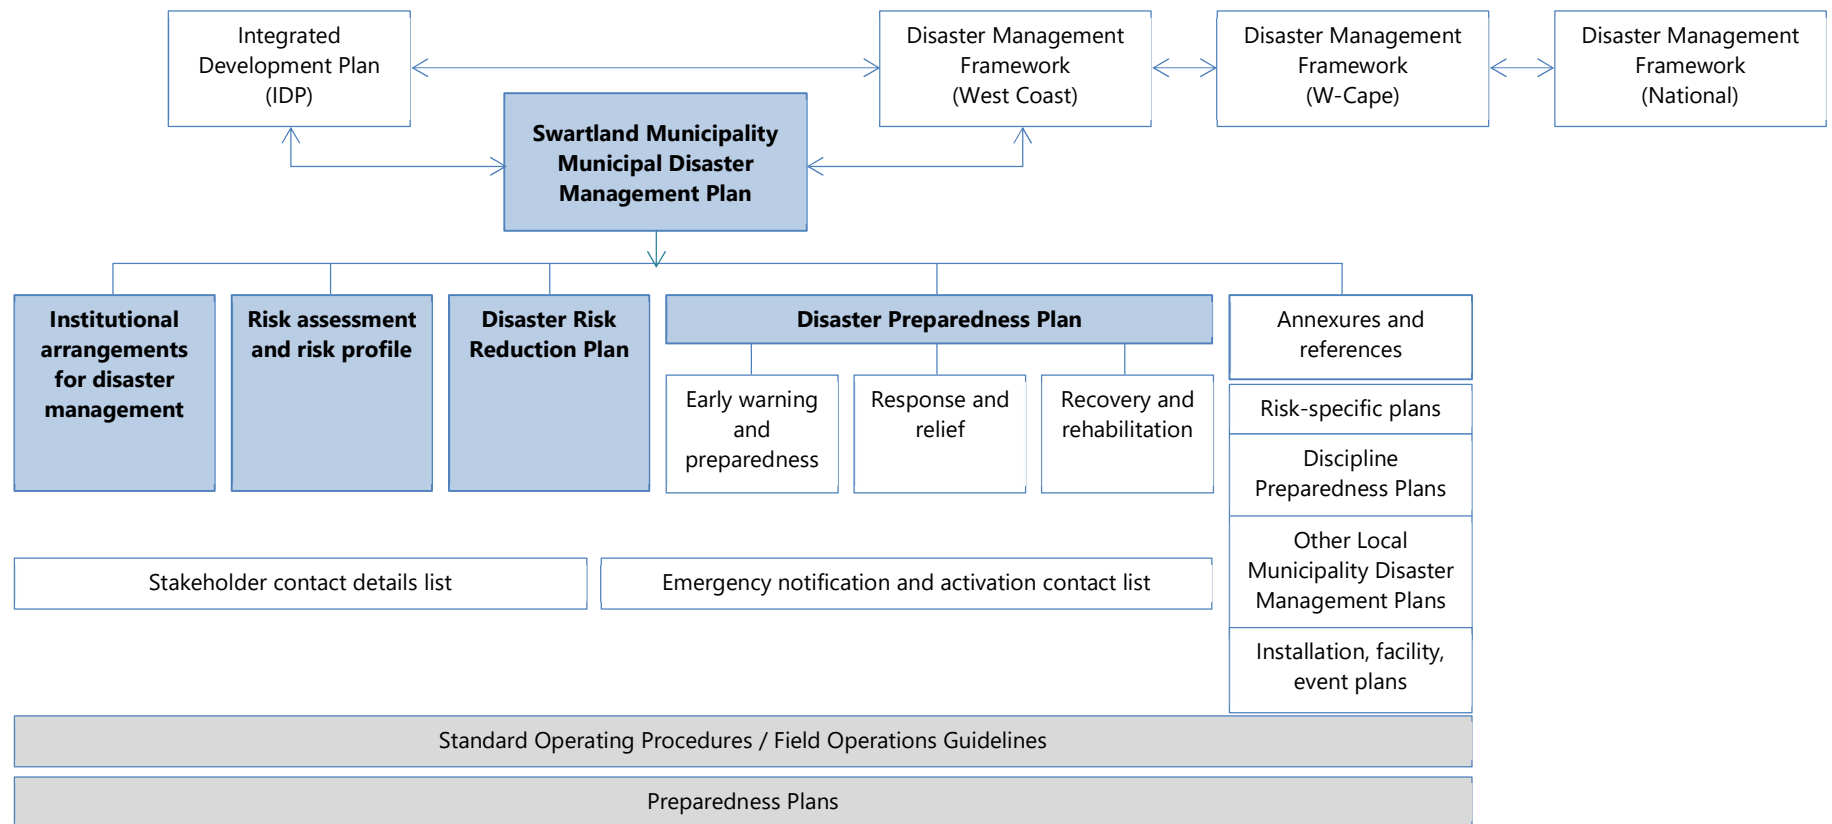 Integrated
Development Plan
(IDP)
Disaster Management
Framework
(West Coast)
Disaster Management
Framework
(W-Cape)
Disaster Management
Framework
(National)
Swartland Municipality
Municipal Disaster
Management Plan
Institutional
arrangements
for disaster
management
Risk assessment
and risk profile
Disaster Risk
Reduction Plan
Disaster Preparedness Plan
Early warning
and
preparedness
Response and
relief
Recovery and
rehabilitation
Annexures and
references
Risk-specific plans
Discipline
Preparedness Plans
Other Local
Municipality Disaster
Management Plans
Installation, facility,
event plans
Stakeholder contact details list
Emergency notification and activation contact list
Standard Operating Procedures / Field Operations Guidelines
Preparedness Plans